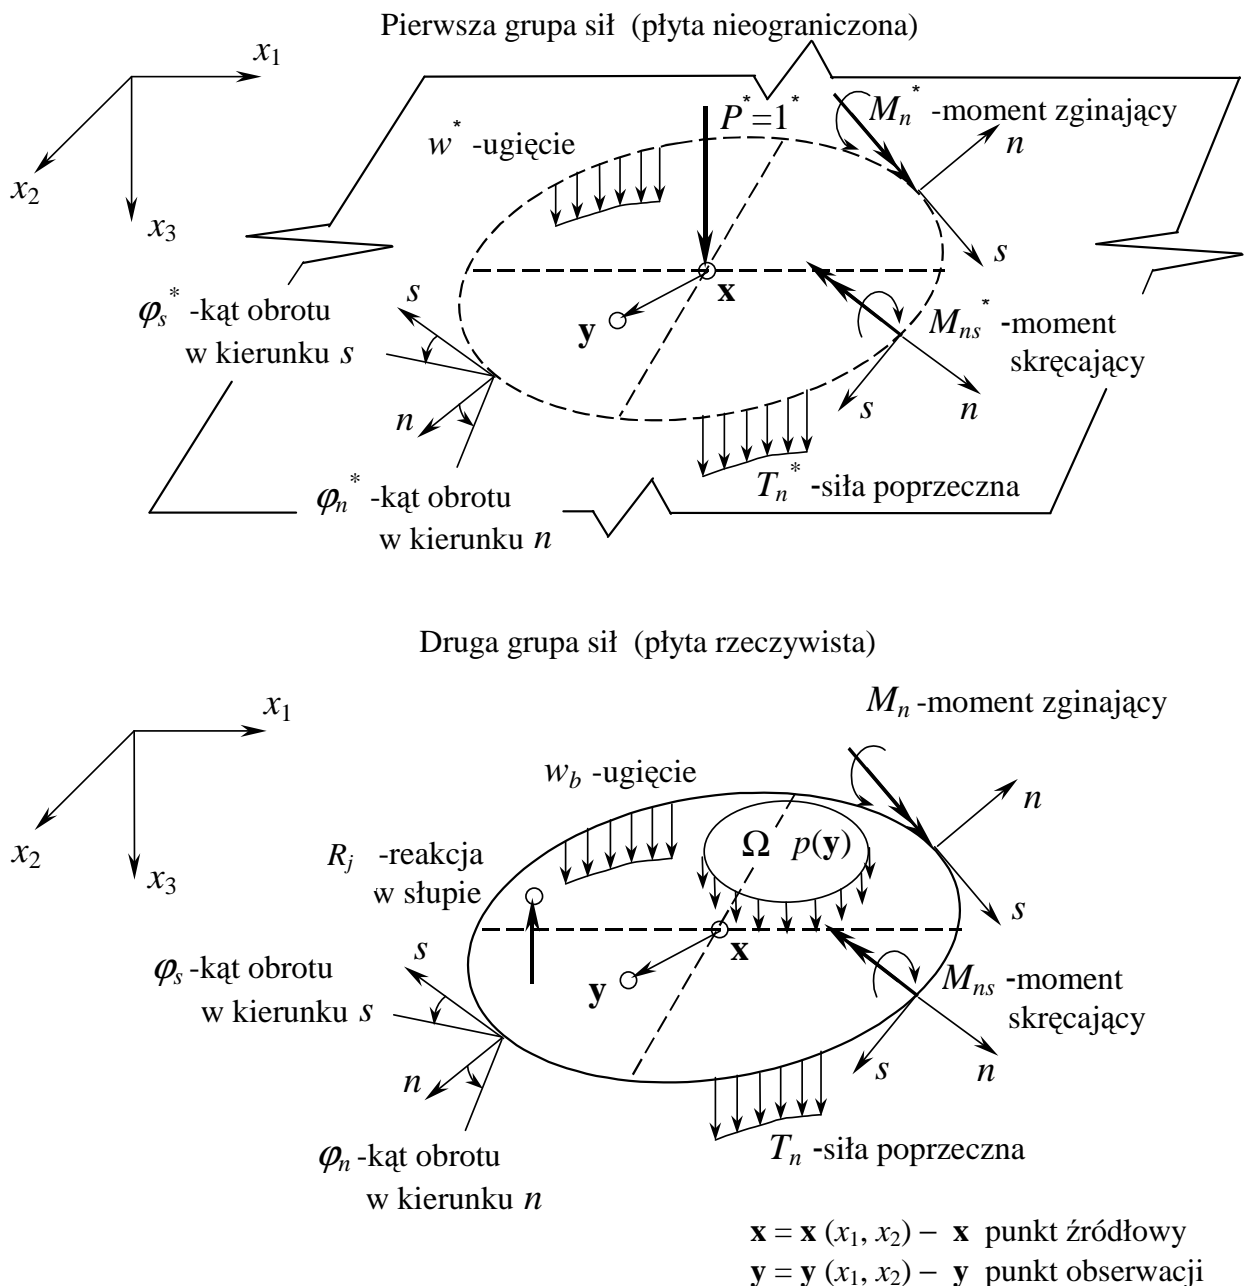 Pierwsza grupa sił (płyta nieograniczona)
x₁
x₂
x₃
w* -ugięcie
P*=1*
Mₙ* -moment zginający
n
s
x
y
φₛ* -kąt obrotu
w kierunku s
s
n
Mₙₛ* -moment
skręcający
s
n
φₙ* -kąt obrotu
w kierunku n
Tₙ* -siła poprzeczna
Druga grupa sił (płyta rzeczywista)
x₁
x₂
x₃
Mₙ -moment zginający
w_b -ugięcie
n
Rⱼ -reakcja
w słupie
Ω p(y)
s
x
y
φₛ -kąt obrotu
w kierunku s
s
n
Mₙₛ -moment
skręcający
s
n
φₙ -kąt obrotu
w kierunku n
Tₙ -siła poprzeczna
x = x (x₁, x₂) – x punkt źródłowy
y = y (x₁, x₂) – y punkt obserwacji